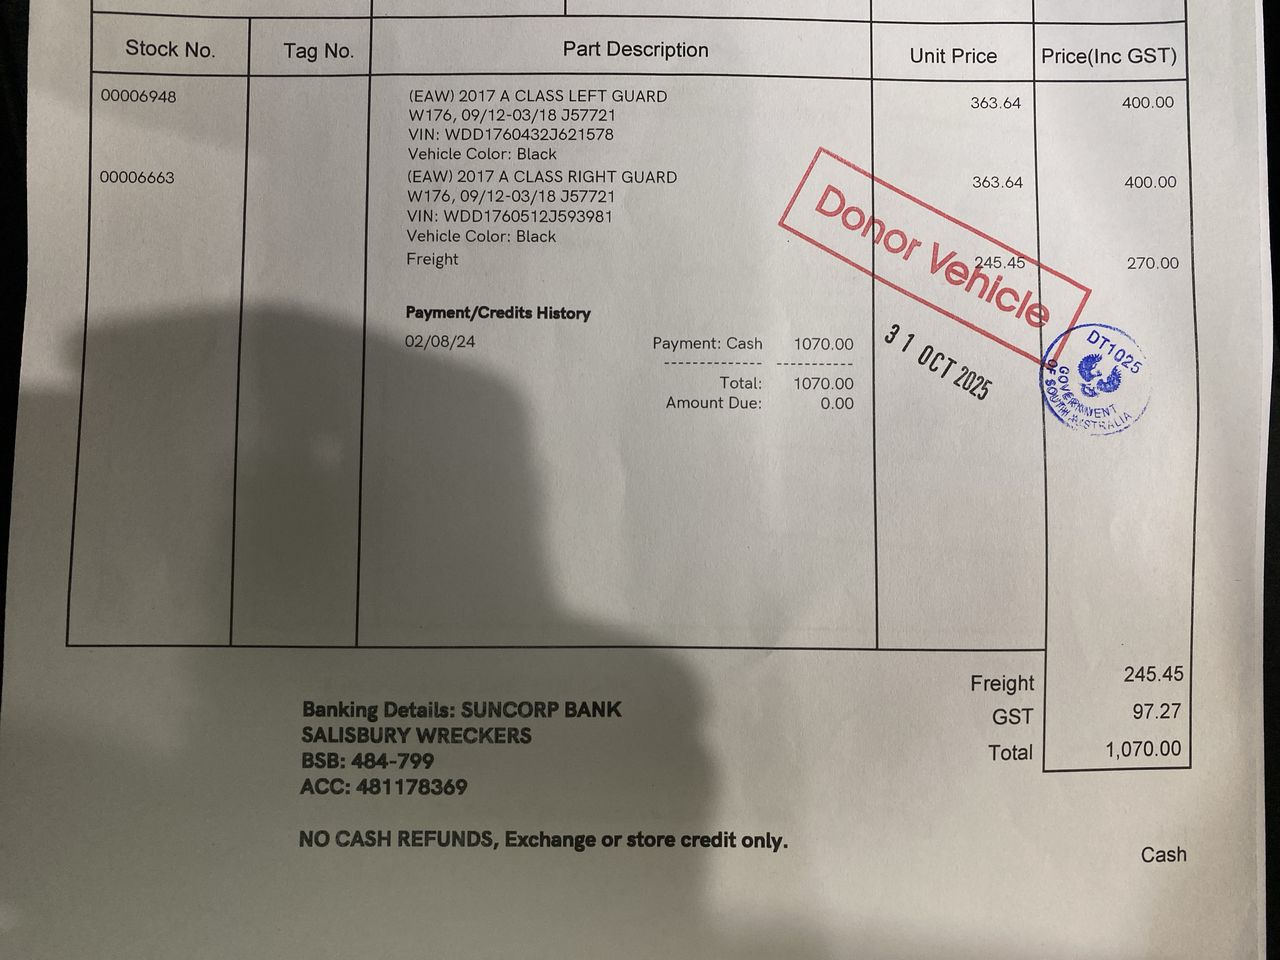 Stock No. Tag No. Part Description Unit Price Price(Inc GST)
00006948 (EAW) 2017 A CLASS LEFT GUARD 363.64 400.00
W176, 09/12-03/18 J57721
VIN: WDD1760432J621578
Vehicle Color: Black
00006663 (EAW) 2017 A CLASS RIGHT GUARD 363.64 400.00
W176, 09/12-03/18 J57721
VIN: WDD1760512J593981
Vehicle Color: Black
Freight 245.45 270.00
Donor Vehicle
Payment/Credits History
02/08/24 Payment: Cash 1070.00
-------------- -----------
Total: 1070.00
Amount Due: 0.00
31 OCT 2025
DT1025
GOVERNMENT
OF SOUTH AUSTRALIA
Freight 245.45
GST 97.27
Total 1,070.00
Banking Details: SUNCORP BANK
SALISBURY WRECKERS
BSB: 484-799
ACC: 481178369
NO CASH REFUNDS, Exchange or store credit only.
Cash